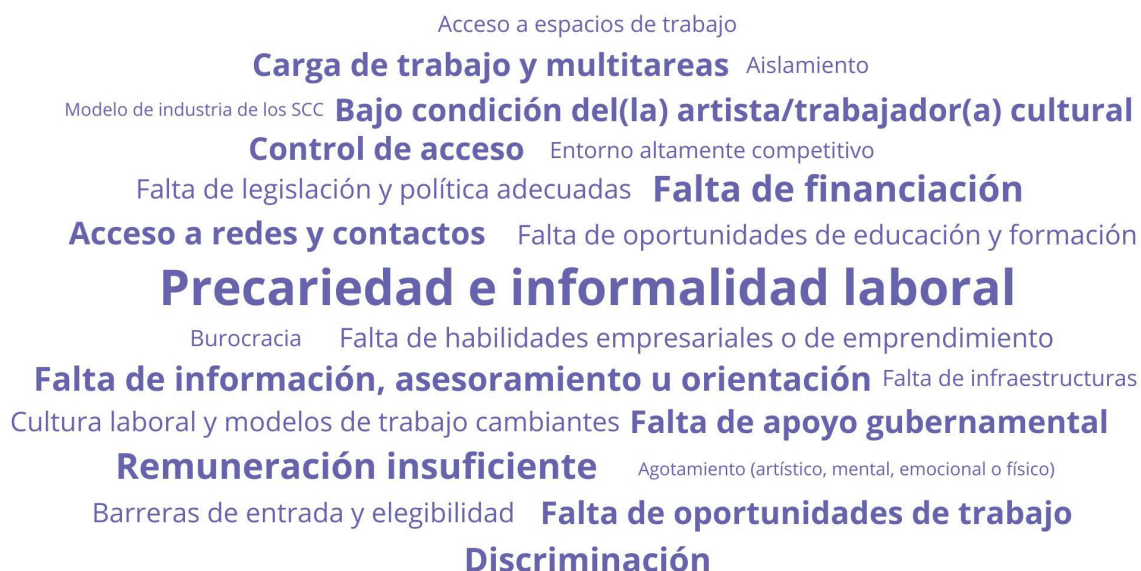 Acceso a espacios de trabajo
Carga de trabajo y multitareas Aislamiento
Modelo de industria de los SCC Bajo condición del(la) artista/trabajador(a) cultural
Control de acceso Entorno altamente competitivo
Falta de legislación y política adecuadas Falta de financiación
Acceso a redes y contactos Falta de oportunidades de educación y formación
Precariedad e informalidad laboral
Burocracia Falta de habilidades empresariales o de emprendimiento
Falta de información, asesoramiento u orientación Falta de infraestructuras
Cultura laboral y modelos de trabajo cambiantes Falta de apoyo gubernamental
Remuneración insuficiente Agotamiento (artístico, mental, emocional o físico)
Barreras de entrada y elegibilidad Falta de oportunidades de trabajo
Discriminación